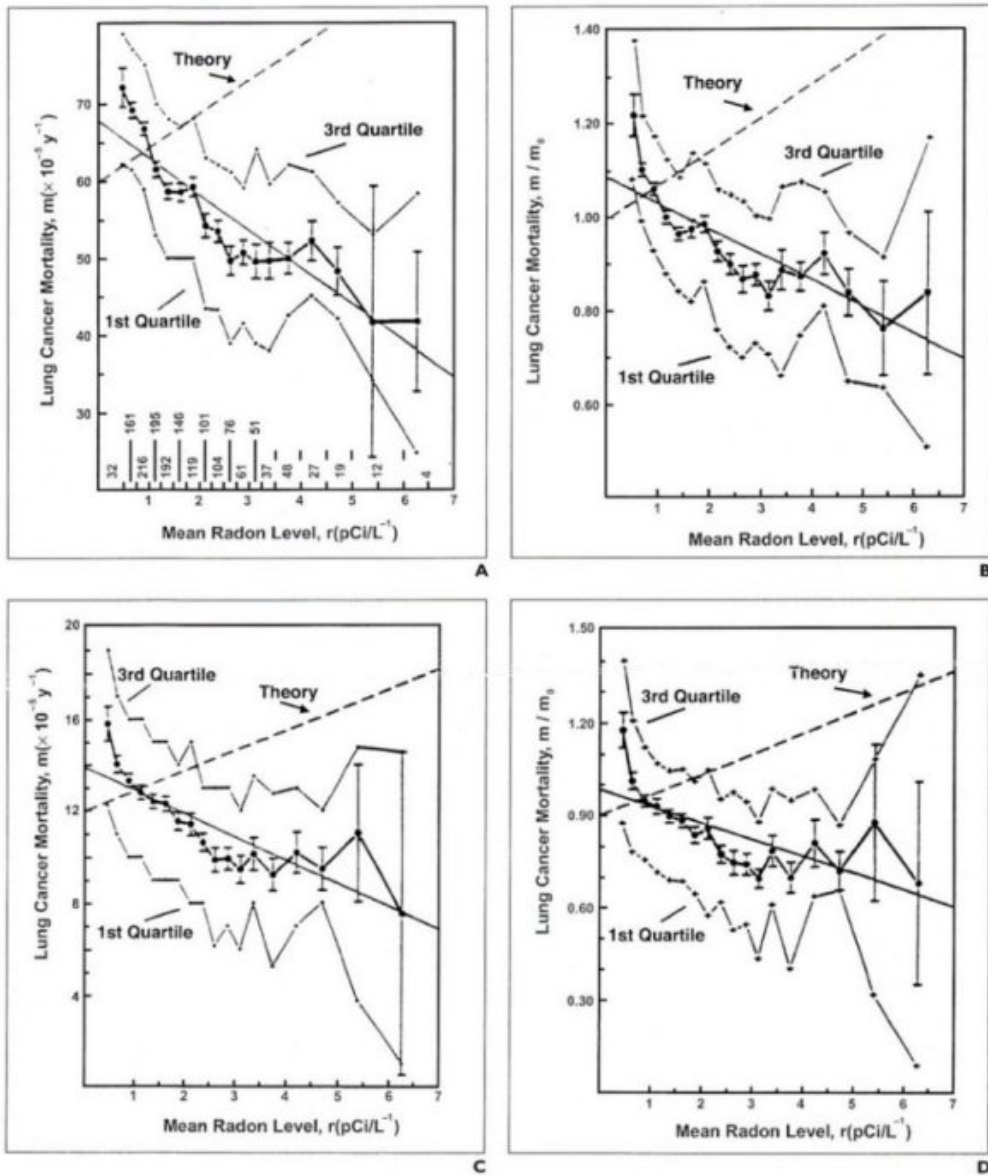 Theory
3rd Quartile
1st Quartile
Lung Cancer Mortality, m(× 10⁻⁵ y⁻¹)
70
60
50
40
30
32 161 216 195 192 146 119 101 104 76 61 51 37 48 27 19 12 4
1 2 3 4 5 6 7
Mean Radon Level, r(pCi/L⁻¹)
A
1.40
Theory
1.20
3rd Quartile
1.00
0.80
1st Quartile
0.60
Lung Cancer Mortality, m / m₀
1 2 3 4 5 6 7
Mean Radon Level, r(pCi/L⁻¹)
B
20
3rd Quartile
Theory
16
12
8
1st Quartile
4
Lung Cancer Mortality, m(× 10⁻⁵ y⁻¹)
1 2 3 4 5 6 7
Mean Radon Level, r(pCi/L⁻¹)
C
1.50
Theory
3rd Quartile
1.20
0.90
0.60
1st Quartile
0.30
Lung Cancer Mortality, m / m₀
1 2 3 4 5 6 7
Mean Radon Level, r(pCi/L⁻¹)
D